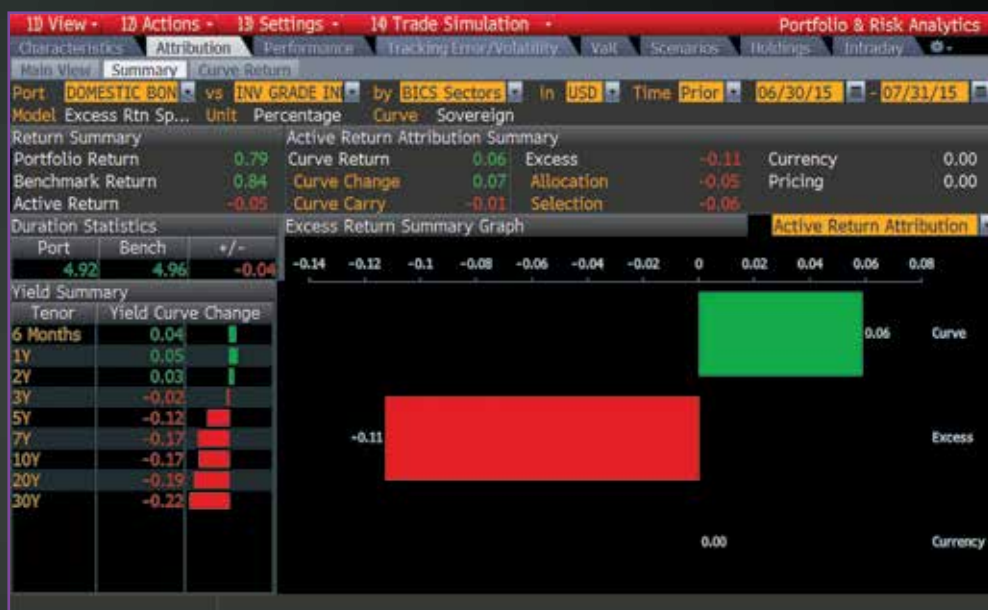 11) View 12) Actions 13) Settings 14) Trade Simulation Portfolio & Risk Analytics
Characteristics Attribution Performance Tracking Error/Volatility VaR Scenarios Holdings Intraday
Main View Summary Curve Return
Port DOMESTIC BON vs INV GRADE IN by BICS Sectors in USD Time Prior 06/30/15 - 07/31/15
Model Excess Rtn Sp... Unit Percentage Curve Sovereign
Return Summary Active Return Attribution Summary
Portfolio Return 0.79 Curve Return 0.06 Excess -0.11 Currency 0.00
Benchmark Return 0.84 Curve Change 0.07 Allocation -0.05 Pricing 0.00
Active Return -0.05 Curve Carry -0.01 Selection -0.06
Duration Statistics Excess Return Summary Graph Active Return Attribution
Port Bench +/-
4.92 4.96 -0.04
-0.14 -0.12 -0.1 -0.08 -0.06 -0.04 -0.02 0 0.02 0.04 0.06 0.08
Yield Summary
Tenor Yield Curve Change
6 Months 0.04
1Y 0.05
2Y 0.03
3Y -0.02
5Y -0.12
7Y -0.17
10Y -0.17
20Y -0.19
30Y -0.22
0.06 Curve
-0.11 Excess
0.00 Currency